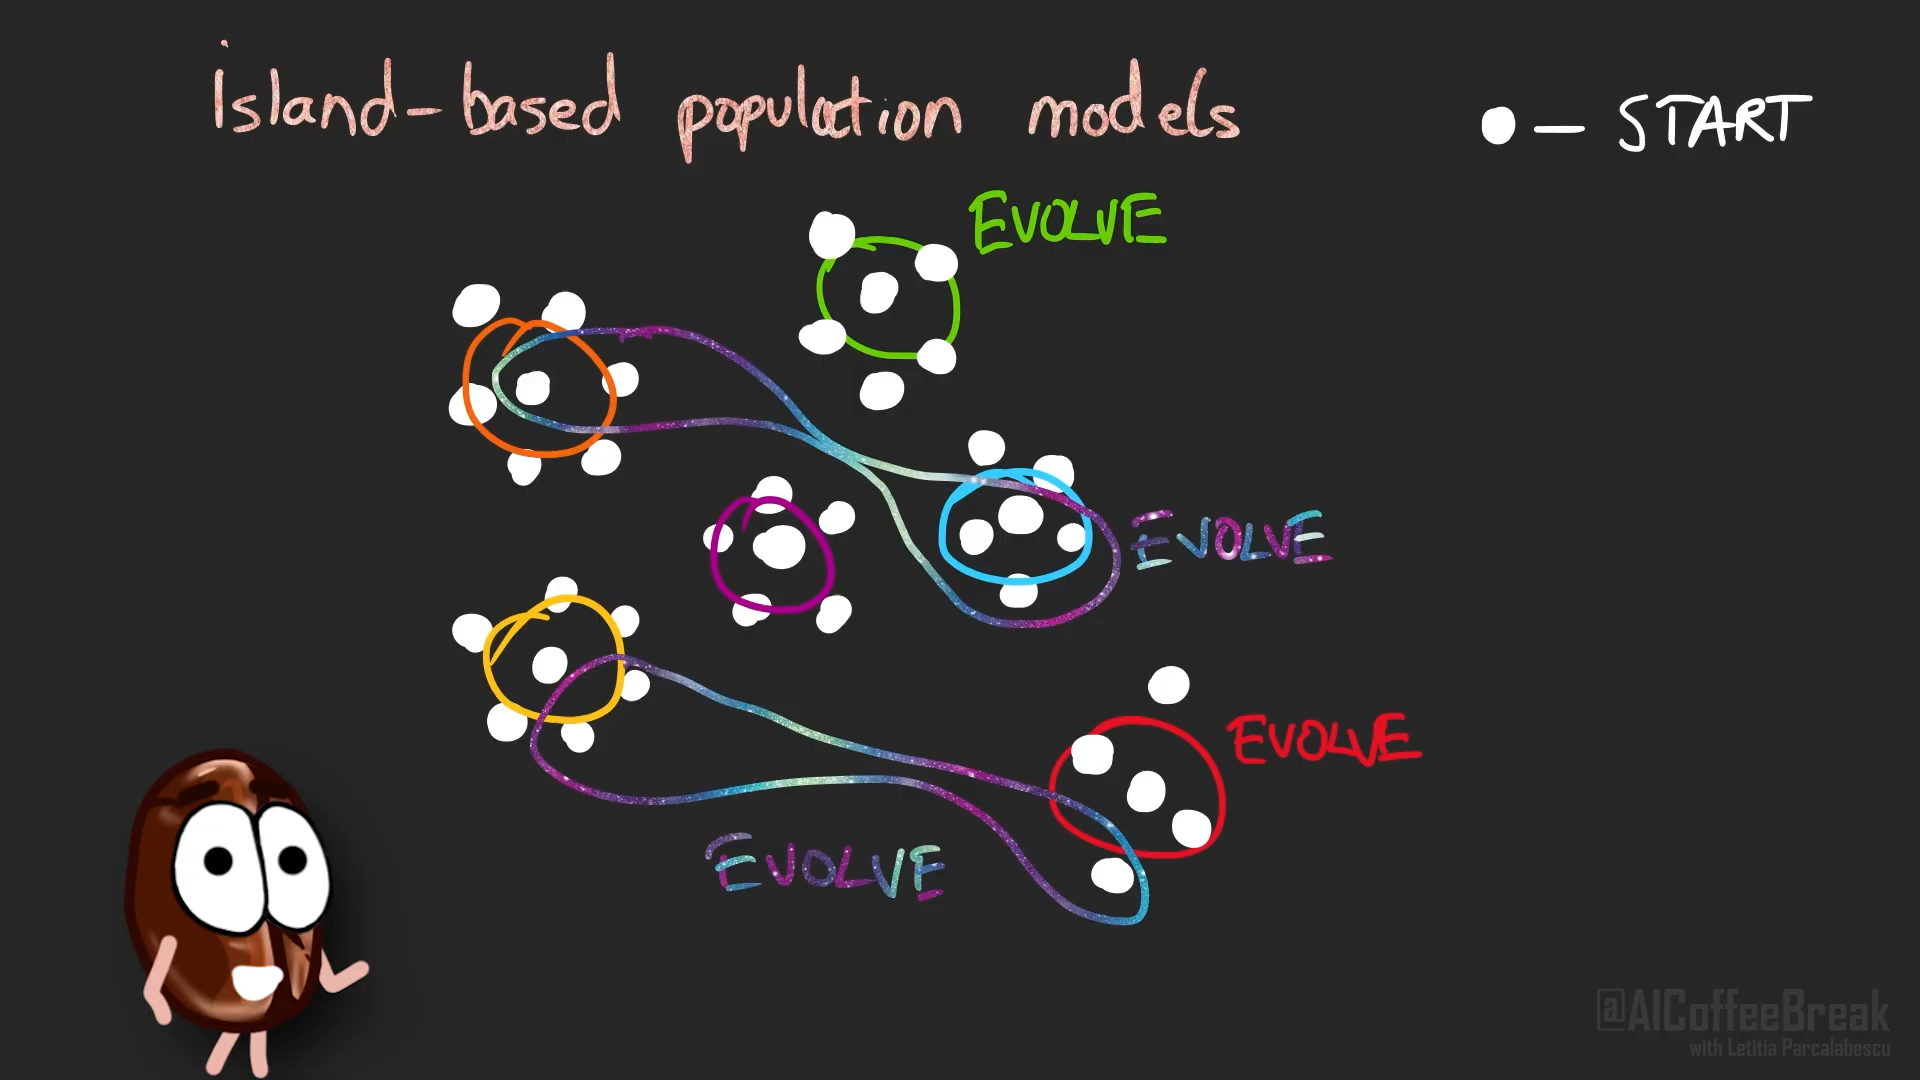 island-based population models
— START
EVOLVE
EVOLVE
EVOLVE
EVOLVE
@AICoffeeBreak
with Letitia Parcalabescu